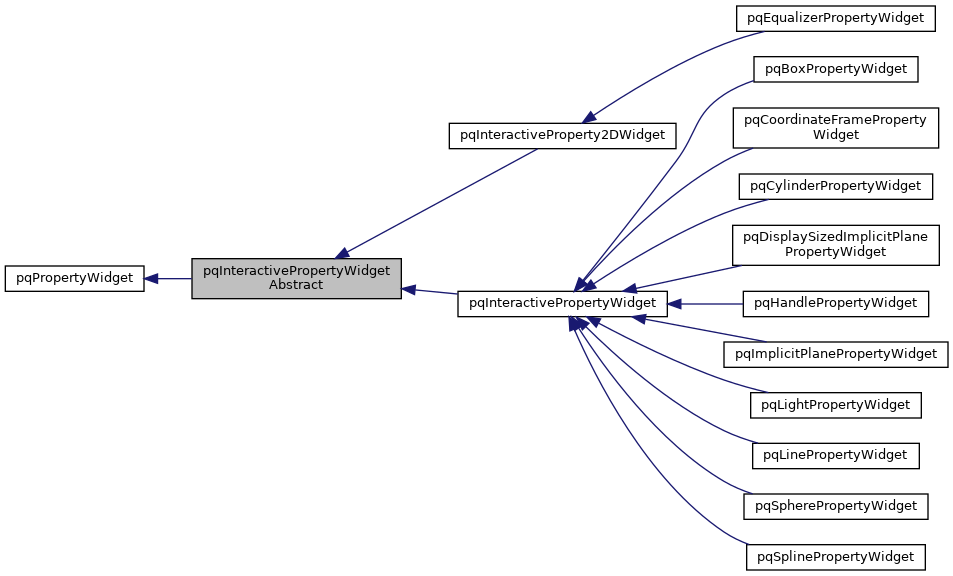 pqEqualizerPropertyWidget
pqBoxPropertyWidget
pqCoordinateFrameProperty
Widget
pqInteractiveProperty2DWidget
pqCylinderPropertyWidget
pqDisplaySizedImplicitPlane
PropertyWidget
pqPropertyWidget
pqInteractivePropertyWidget
Abstract
pqInteractivePropertyWidget
pqHandlePropertyWidget
pqImplicitPlanePropertyWidget
pqLightPropertyWidget
pqLinePropertyWidget
pqSpherePropertyWidget
pqSplinePropertyWidget